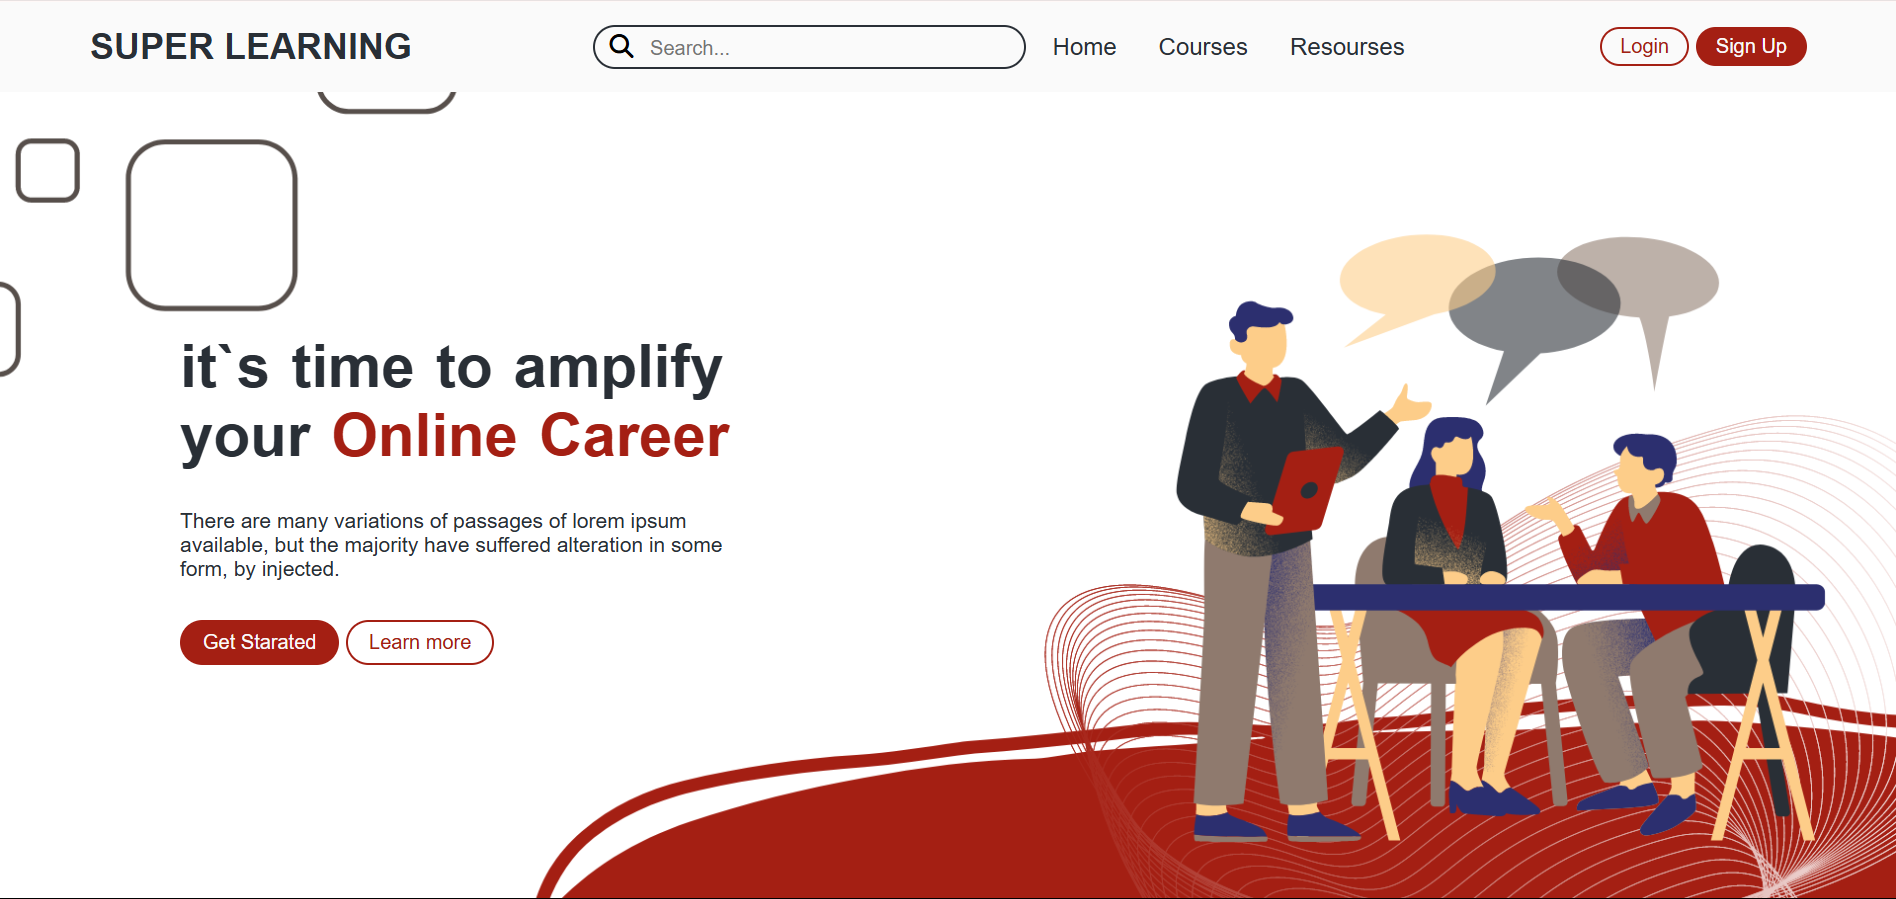 SUPER LEARNING
Search...
Home
Courses
Resourses
Login
Sign Up
it`s time to amplify
your Online Career
There are many variations of passages of lorem ipsum
available, but the majority have suffered alteration in some
form, by injected.
Get Starated
Learn more